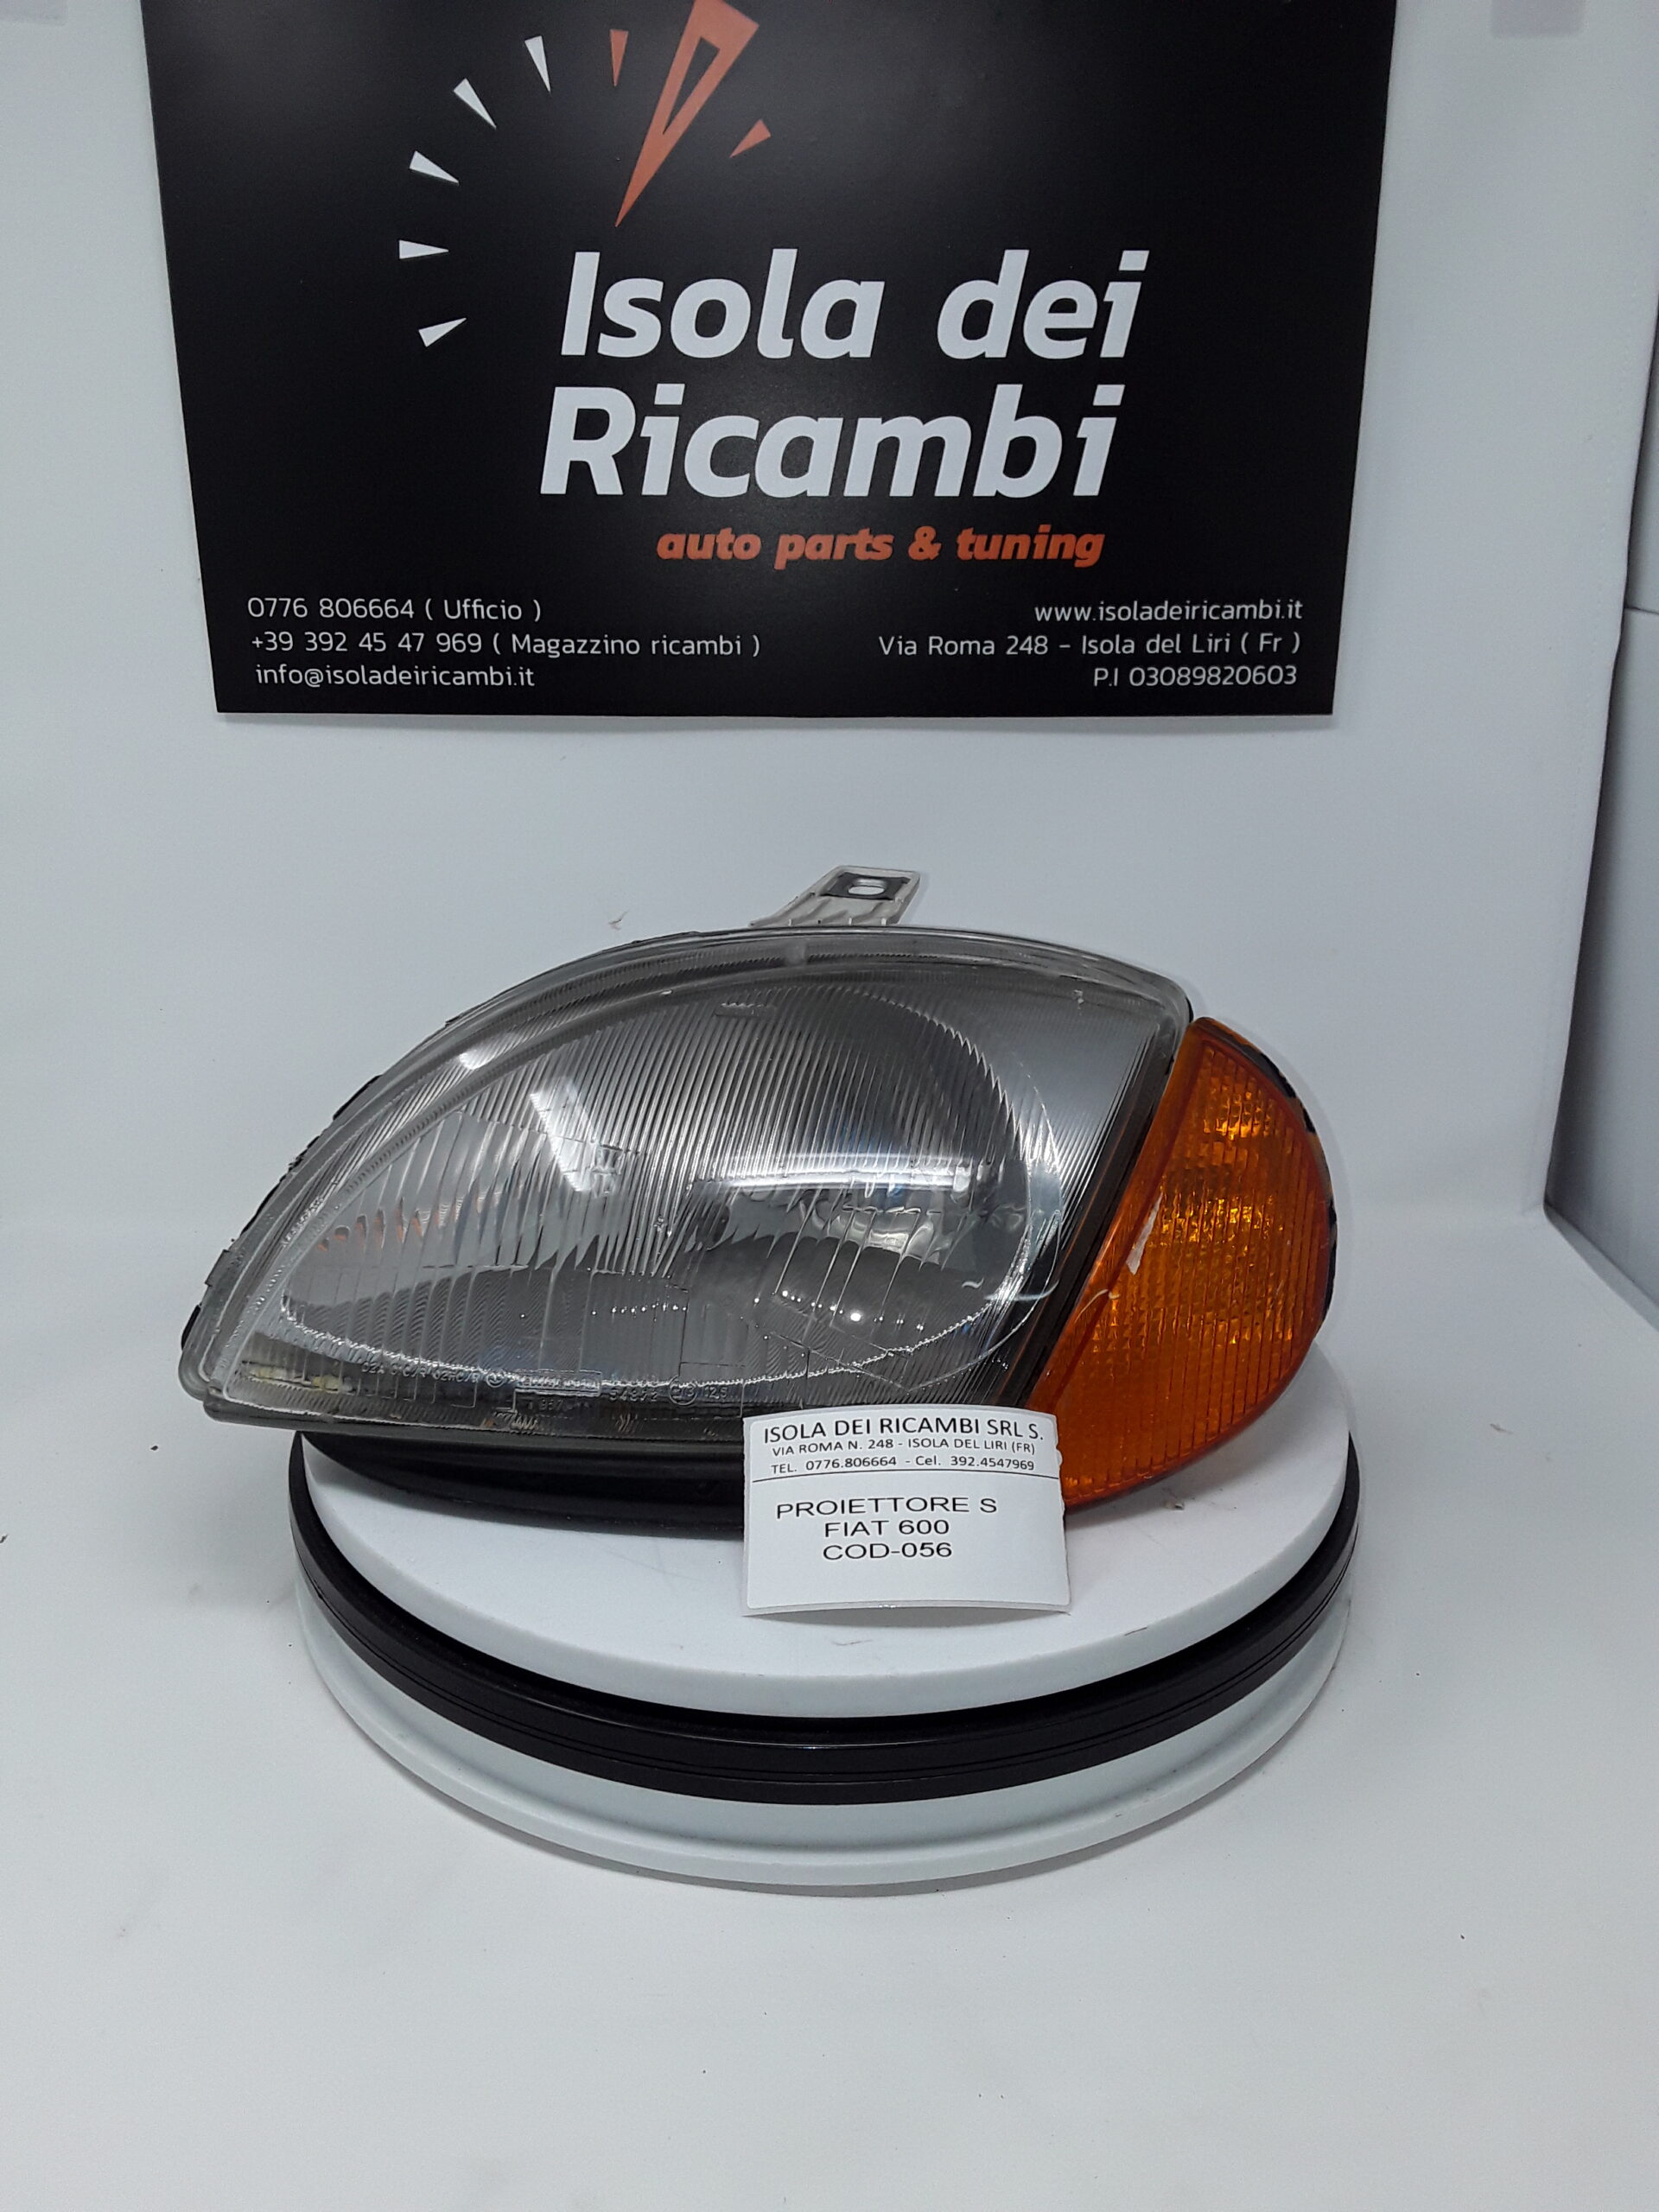 Isola dei
Ricambi
auto parts & tuning
0776 806664 ( Ufficio )
+39 392 45 47 969 ( Magazzino ricambi )
info@isoladeiricambi.it
www.isoladeiricambi.it
Via Roma 248 - Isola del Liri ( Fr )
P.I 03089820603
ISOLA DEI RICAMBI SRL S.
VIA ROMA N. 248 - ISOLA DEL LIRI (FR)
TEL. 0776.806664 - Cel. 392.4547969
PROIETTORE S
FIAT 600
COD-056